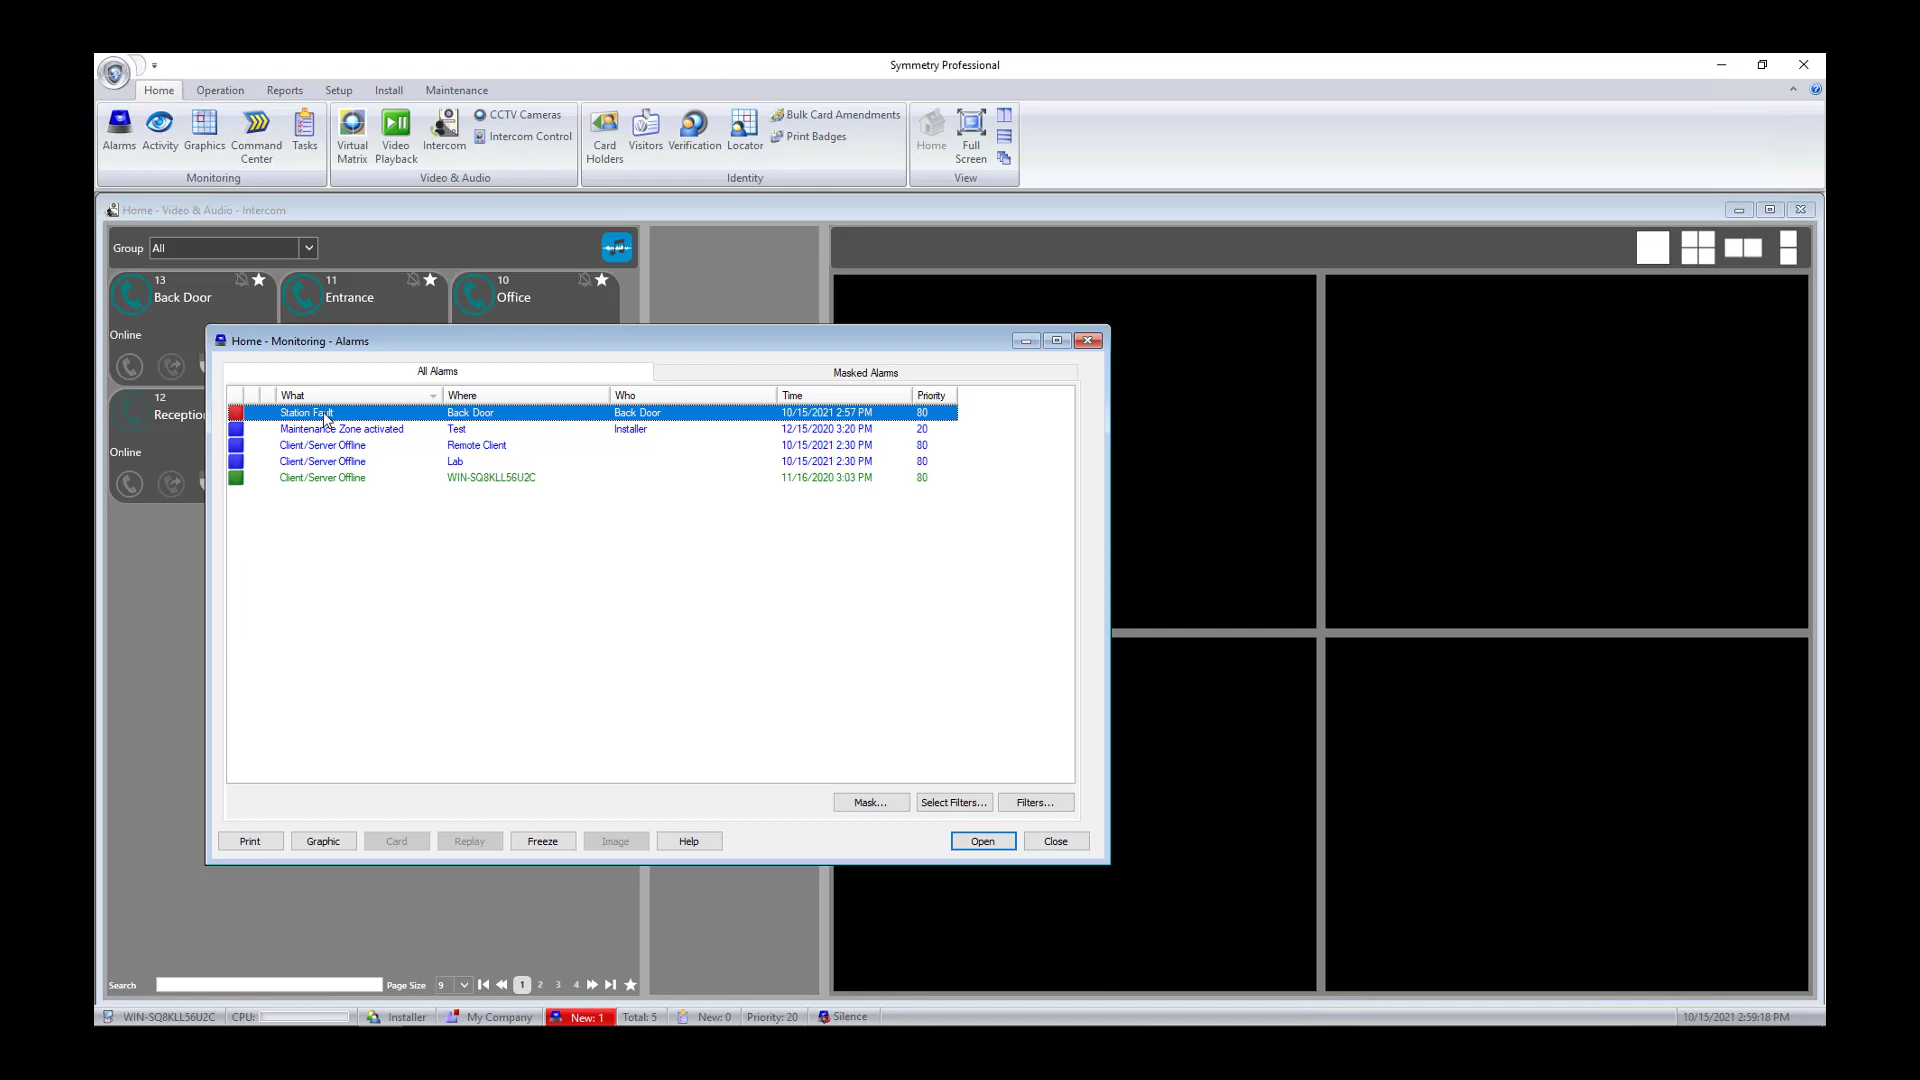 Symmetry Professional
Home Operation Reports Setup Install Maintenance
Alarms Activity Graphics Command Center Tasks
Monitoring
Virtual Matrix Video Playback Intercom CCTV Cameras
Intercom Control
Video & Audio
Card Holders Visitors Verification Locator Bulk Card Amendments
Print Badges
Identity
Home Full Screen
View
Home - Video & Audio - Intercom
Group All
13
Back Door
11
Entrance
10
Office
Online
12
Receptio
Online
Home - Monitoring - Alarms
All Alarms Masked Alarms
What Where Who Time Priority
Station Fault Back Door Back Door 10/15/2021 2:57 PM 80
Maintenance Zone activated Test Installer 12/15/2020 3:20 PM 20
Client/Server Offline Remote Client 10/15/2021 2:30 PM 80
Client/Server Offline Lab 10/15/2021 2:30 PM 80
Client/Server Offline WIN-SQ8KLL56U2C 11/16/2020 3:03 PM 80
Mask... Select Filters... Filters...
Print Graphic Card Replay Freeze Image Help Open Close
Search Page Size 9 1 2 3 4
WIN-SQ8KLL56U2C CPU: Installer My Company New: 1 Total: 5 New: 0 Priority: 20 Silence 10/15/2021 2:59:18 PM